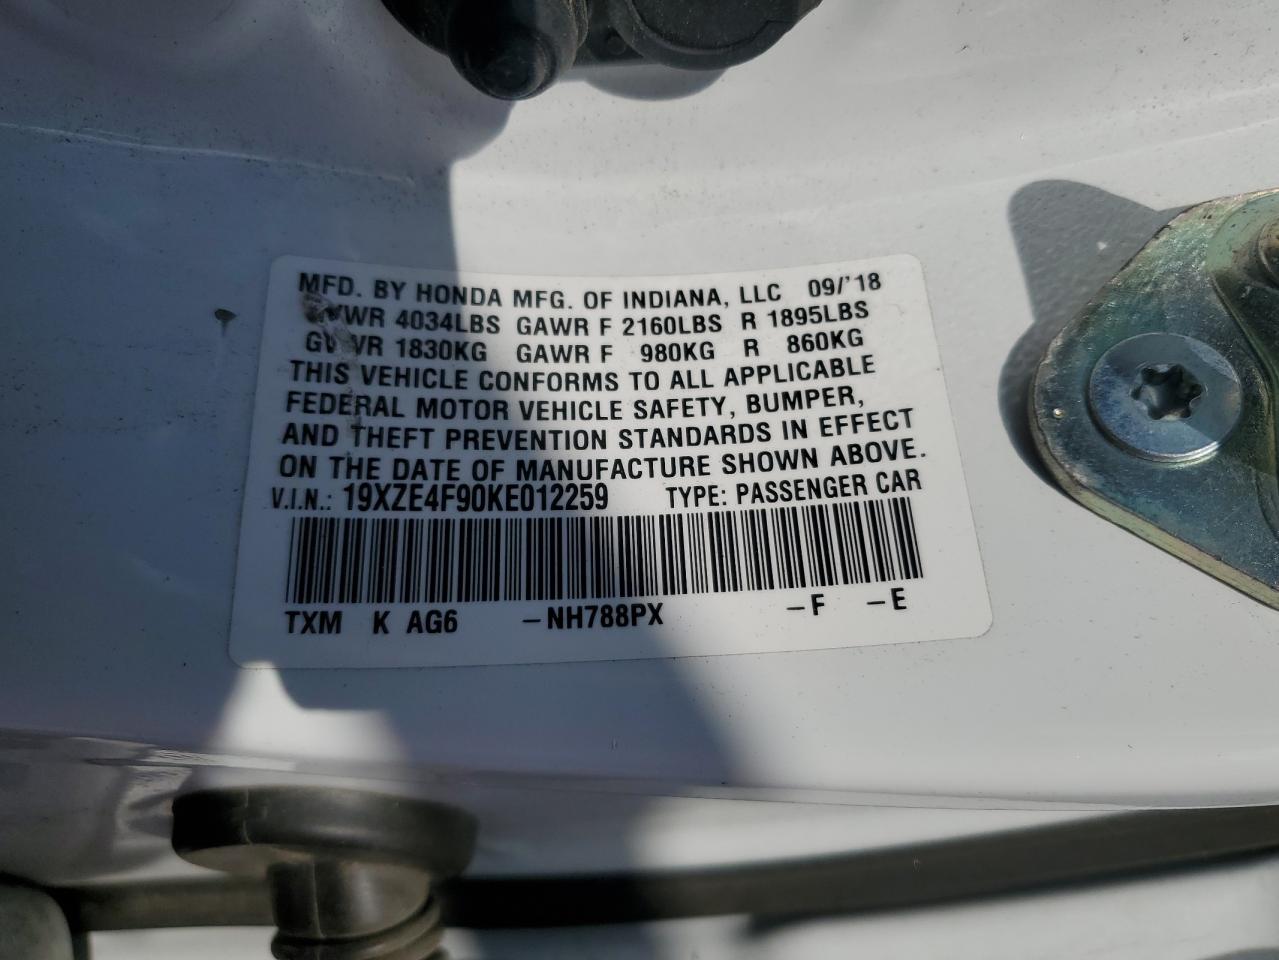 MFD. BY HONDA MFG. OF INDIANA, LLC 09/'18
GVWR 4034LBS GAWR F 2160LBS R 1895LBS
GVWR 1830KG GAWR F 980KG R 860KG
THIS VEHICLE CONFORMS TO ALL APPLICABLE
FEDERAL MOTOR VEHICLE SAFETY, BUMPER,
AND THEFT PREVENTION STANDARDS IN EFFECT
ON THE DATE OF MANUFACTURE SHOWN ABOVE.
V.I.N.: 19XZE4F90KE012259 TYPE: PASSENGER CAR
TXM K AG6 –NH788PX –F –E